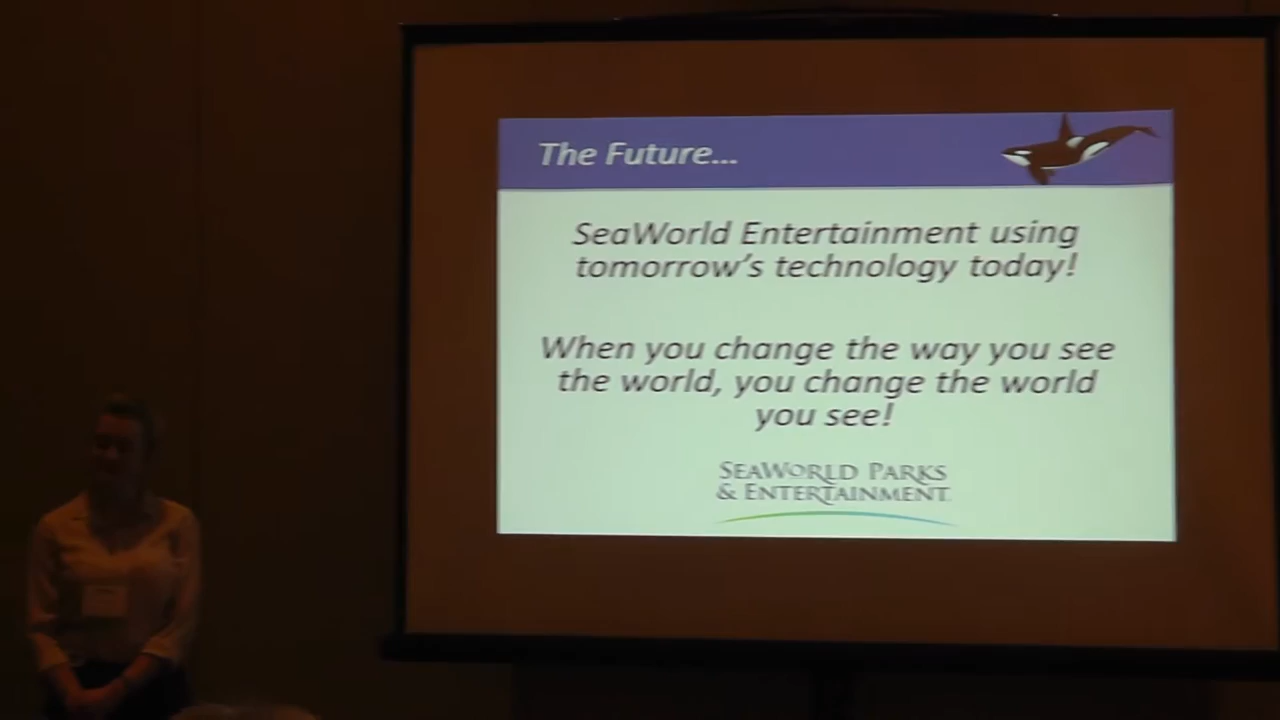 The Future...
SeaWorld Entertainment using
tomorrow's technology today!
When you change the way you see
the world, you change the world
you see!
SEAWORLD PARKS
& ENTERTAINMENT